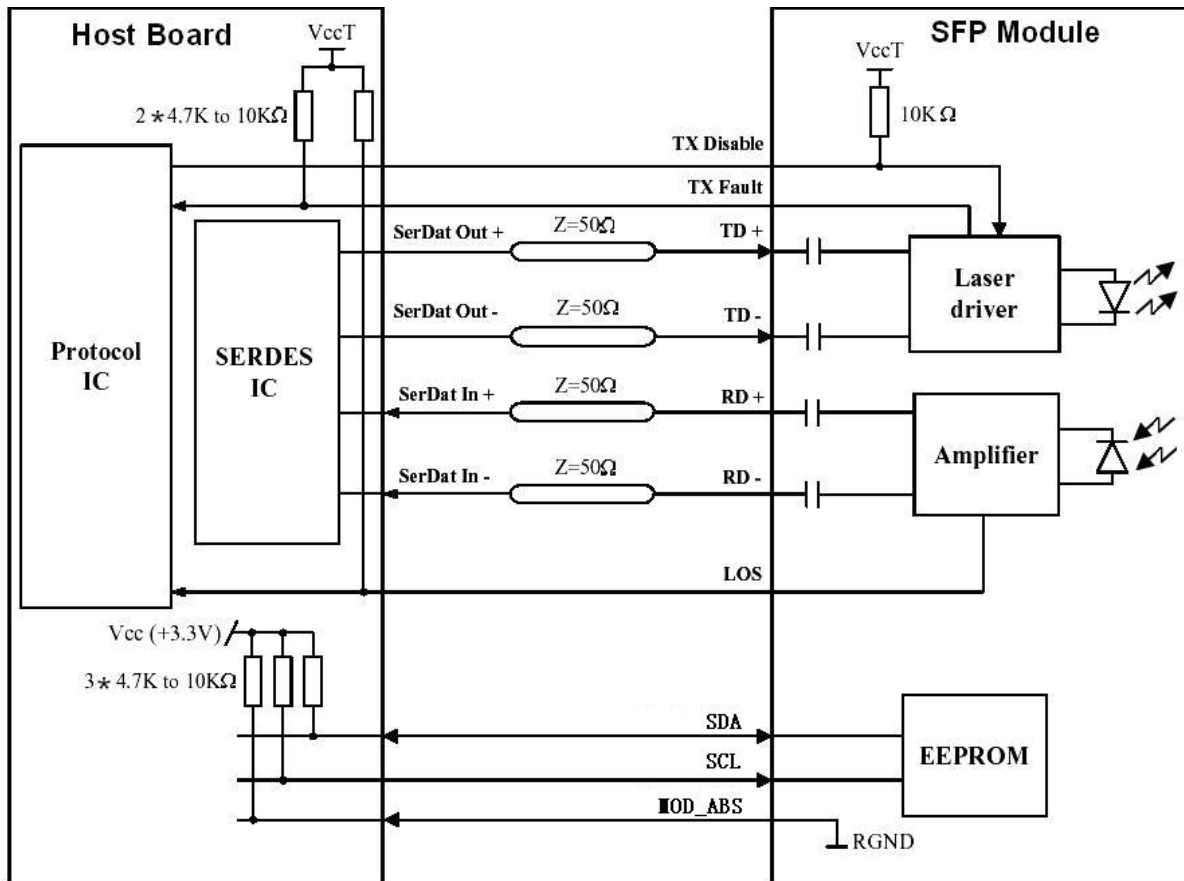 Host Board
SFP Module
VccT
VccT
2*4.7K to 10KΩ
10KΩ
TX Disable
TX Fault
SerDat Out +
Z=50Ω
TD +
SerDat Out -
Z=50Ω
TD -
Laser
driver
Protocol
IC
SERDES
IC
SerDat In +
Z=50Ω
RD +
SerDat In -
Z=50Ω
RD -
Amplifier
LOS
Vcc (+3.3V)
3*4.7K to 10KΩ
SDA
SCL
MOD_ABS
EEPROM
RGND